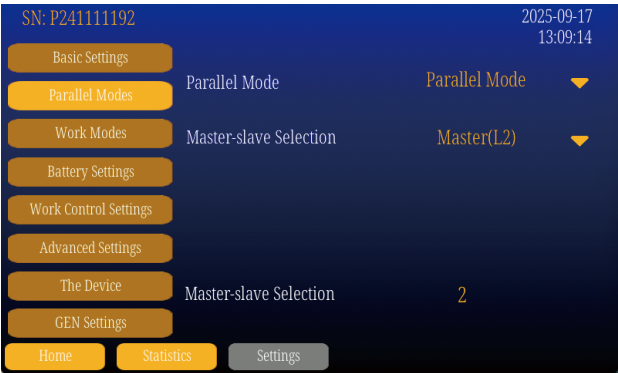 SN: P241111192
2025-09-17
13:09:14
Basic Settings
Parallel Modes
Work Modes
Battery Settings
Work Control Settings
Advanced Settings
The Device
GEN Settings
Parallel Mode
Parallel Mode
Master-slave Selection
Master(L2)
Master-slave Selection
2
Home
Statistics
Settings